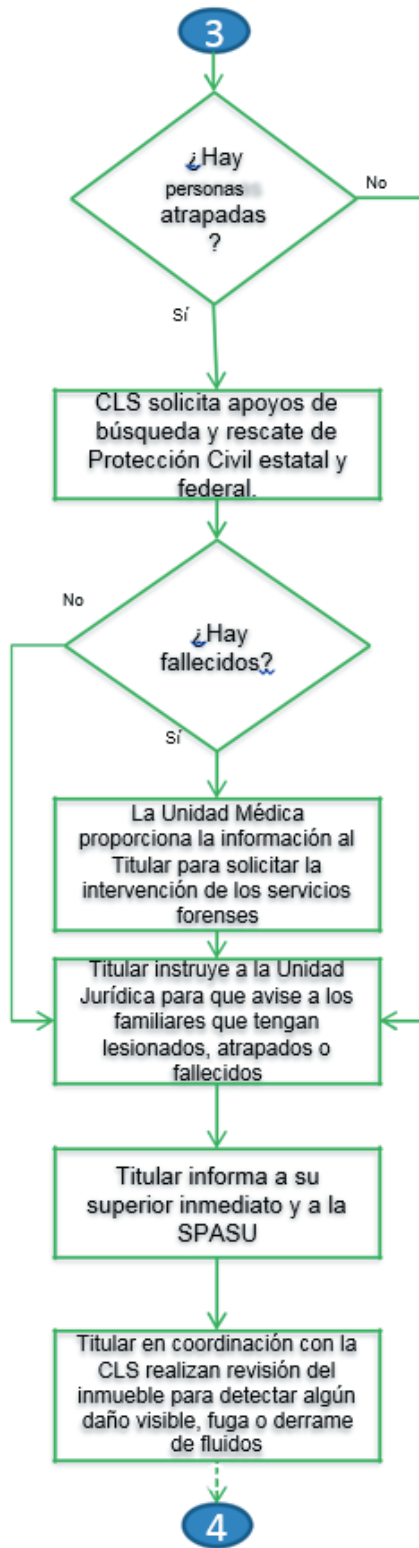 3
¿Hay
personas
atrapadas
?
No
Sí
CLS solicita apoyos de
búsqueda y rescate de
Protección Civil estatal y
federal.
No
¿Hay
fallecidos?
Sí
La Unidad Médica
proporciona la información al
Titular para solicitar la
intervención de los servicios
forenses
Titular instruye a la Unidad
Jurídica para que avise a los
familiares que tengan
lesionados, atrapados o
fallecidos
Titular informa a su
superior inmediato y a la
SPASU
Titular en coordinación con la
CLS realizan revisión del
inmueble para detectar algún
daño visible, fuga o derrame
de fluidos
4